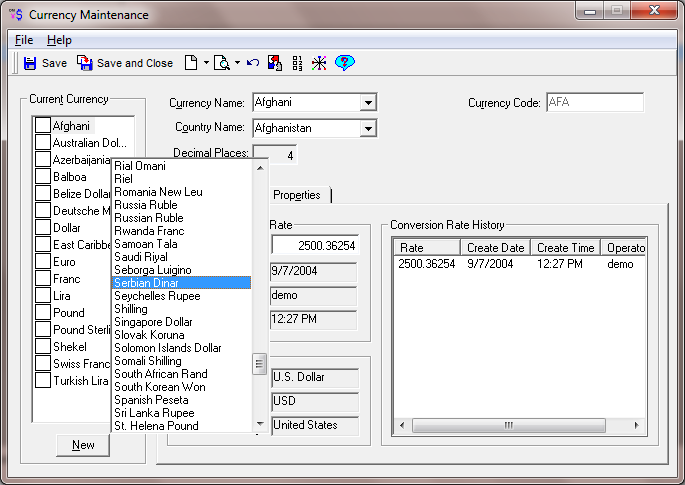 Currency Maintenance
File Help
Save Save and Close
Current Currency
Afghani
Australian Dol...
Azerbaijania
Balboa
Belize Dollar
Deutsche M
Dollar
East Caribbe
Euro
Franc
Lira
Pound
Pound Sterli
Shekel
Swiss Franc
Turkish Lira
New
Currency Name: Afghani
Currency Code: AFA
Country Name: Afghanistan
Decimal Places: 4
Rial Omani
Riel
Romania New Leu
Russia Ruble
Russian Ruble
Rwanda Franc
Samoan Tala
Saudi Riyal
Seborga Luigino
Serbian Dinar
Seychelles Rupee
Shilling
Singapore Dollar
Slovak Koruna
Solomon Islands Dollar
Somali Shilling
South African Rand
South Korean Won
Spanish Peseta
Sri Lanka Rupee
St. Helena Pound
Properties
Rate
2500.36254
9/7/2004
demo
12:27 PM
U.S. Dollar
USD
United States
Conversion Rate History
Rate Create Date Create Time Operato
2500.36254 9/7/2004 12:27 PM demo